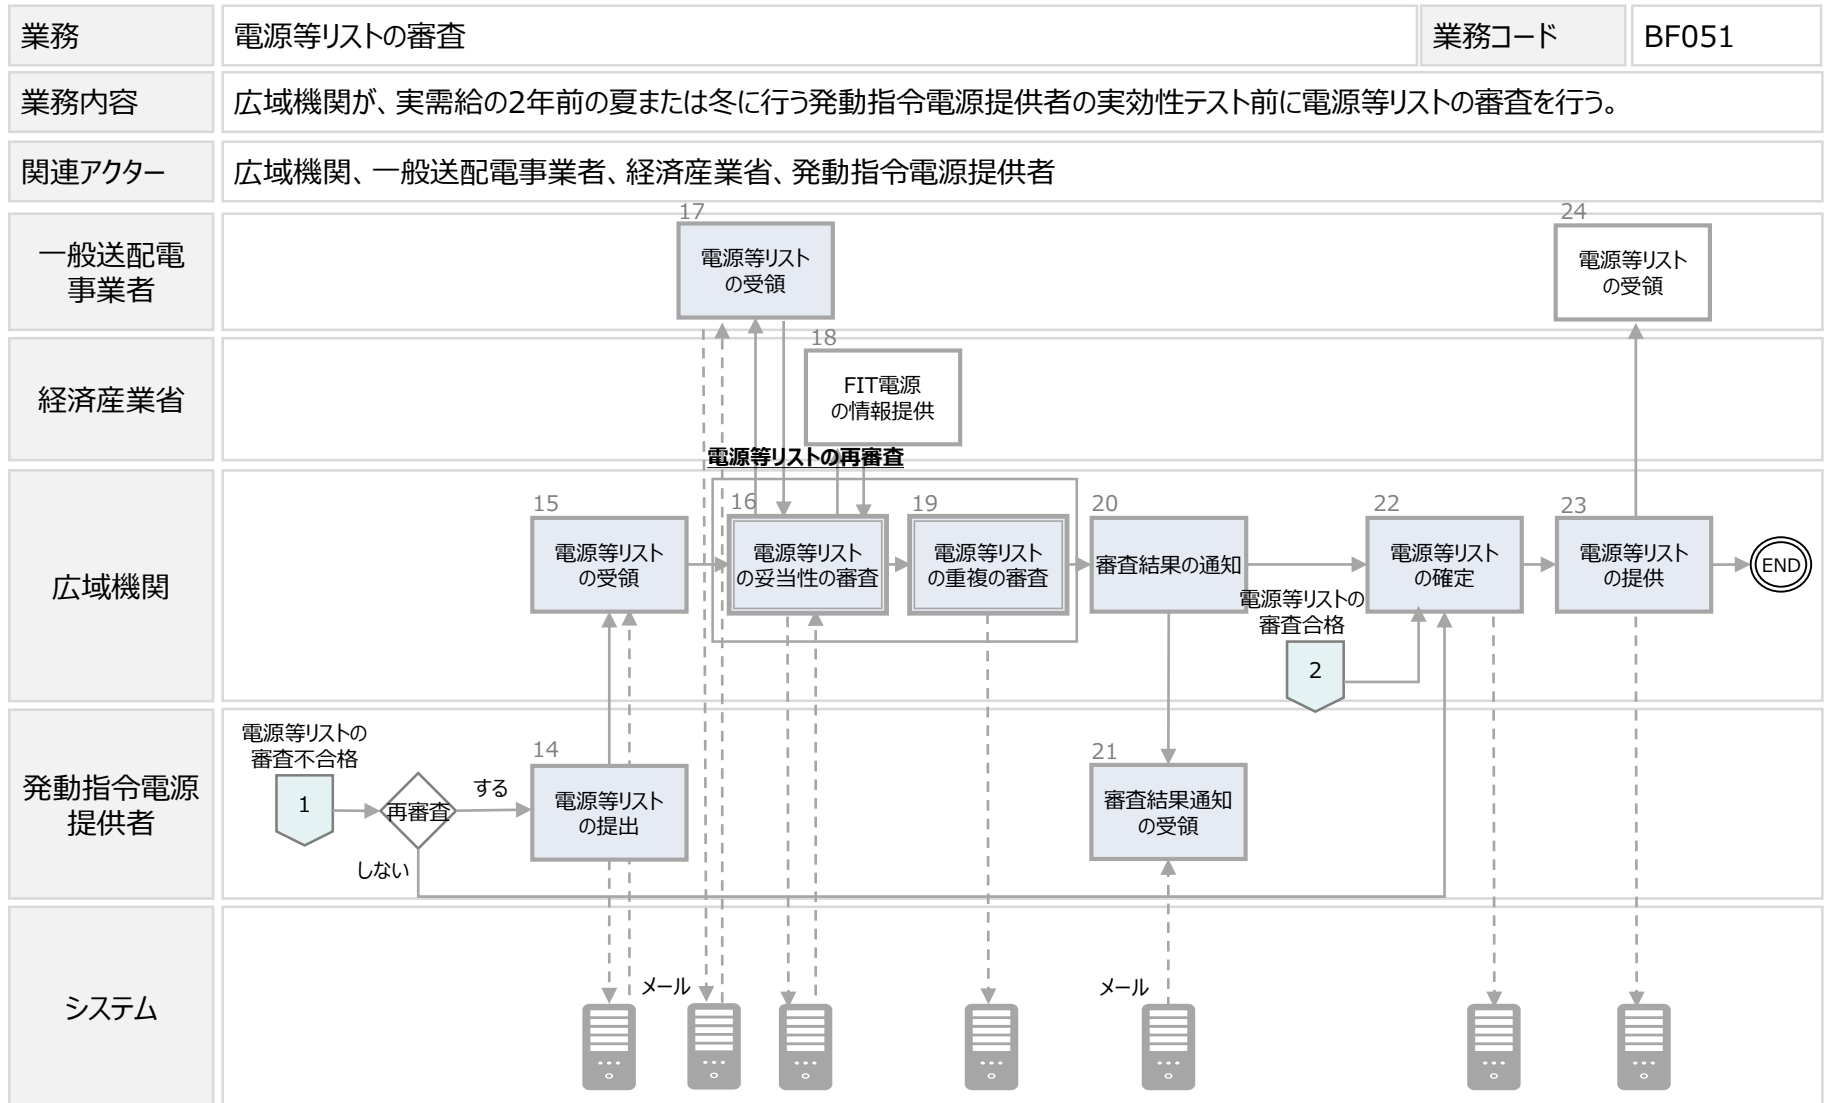 業務
電源等リストの審査
業務コード
BF051
業務内容
広域機関が、実需給の2年前の夏または冬に行う発動指令電源提供者の実効性テスト前に電源等リストの審査を行う。
関連アクター
広域機関、一般送配電事業者、経済産業省、発動指令電源提供者
一般送配電
事業者
17
電源等リスト
の受領
24
電源等リスト
の受領
経済産業省
18
FIT電源
の情報提供
電源等リストの再審査
広域機関
15
電源等リスト
の受領
16
電源等リスト
の妥当性の審査
19
電源等リスト
の重複の審査
20
審査結果の通知
22
電源等リスト
の確定
23
電源等リスト
の提供
END
電源等リストの
審査合格
2
発動指令電源
提供者
電源等リストの
審査不合格
1
再審査
する
しない
14
電源等リスト
の提出
21
審査結果通知
の受領
システム
メール
メール